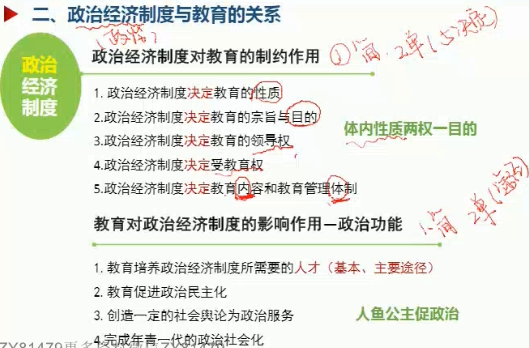 二、政治经济制度与教育的关系
政治
经济
制度
政治经济制度对教育的制约作用
1. 政治经济制度决定教育的性质
2.政治经济制度决定教育的宗旨与目的
3.政治经济制度决定教育的领导权
4.政治经济制度决定受教育权
5.政治经济制度决定教育内容和教育管理体制
体内性质两权一目的
教育对政治经济制度的影响作用—政治功能
1. 教育培养政治经济制度所需要的人才（基本、主要途径）
2. 教育促进政治民主化
3. 创造一定的社会舆论为政治服务
4.完成年青一代的政治社会化
人鱼公主促政治